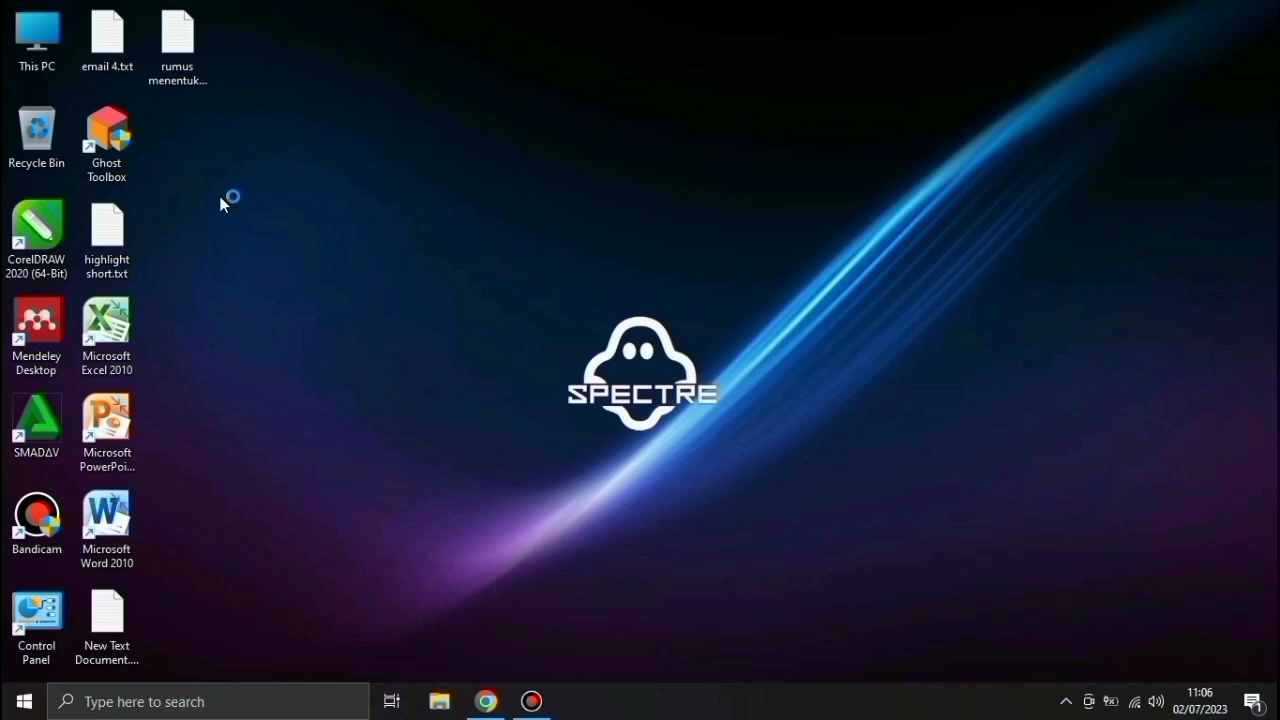 This PC
email 4.txt
rumus
menentuk...
Recycle Bin
Ghost
Toolbox
CorelDRAW
2020 (64-Bit)
highlight
short.txt
Mendeley
Desktop
Microsoft
Excel 2010
SMADΔV
Microsoft
PowerPoi...
Bandicam
Microsoft
Word 2010
Control
Panel
New Text
Document....
SPECTRE
Type here to search
11:06
02/07/2023
1